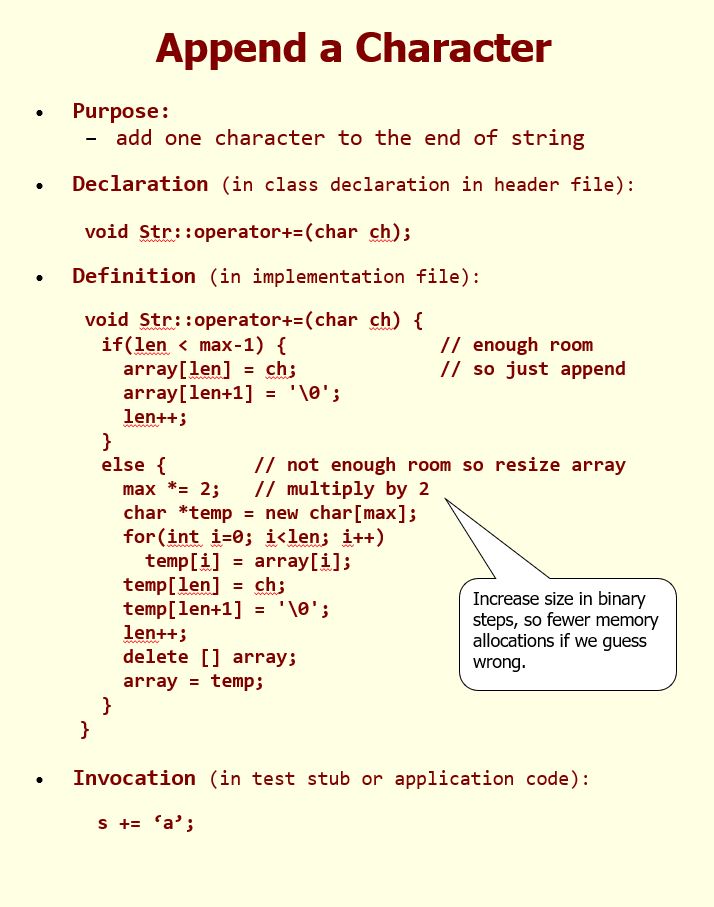 Append a Character
• Purpose:
– add one character to the end of string
• Declaration (in class declaration in header file):
void Str::operator+=(char ch);
• Definition (in implementation file):
void Str::operator+=(char ch) {
if(len < max-1) { // enough room
array[len] = ch; // so just append
array[len+1] = '\0';
len++;
}
else { // not enough room so resize array
max *= 2; // multiply by 2
char *temp = new char[max];
for(int i=0; i<len; i++)
temp[i] = array[i];
temp[len] = ch;
temp[len+1] = '\0';
len++;
delete [] array;
array = temp;
}
}
Increase size in binary
steps, so fewer memory
allocations if we guess
wrong.
• Invocation (in test stub or application code):
s += ‘a’;